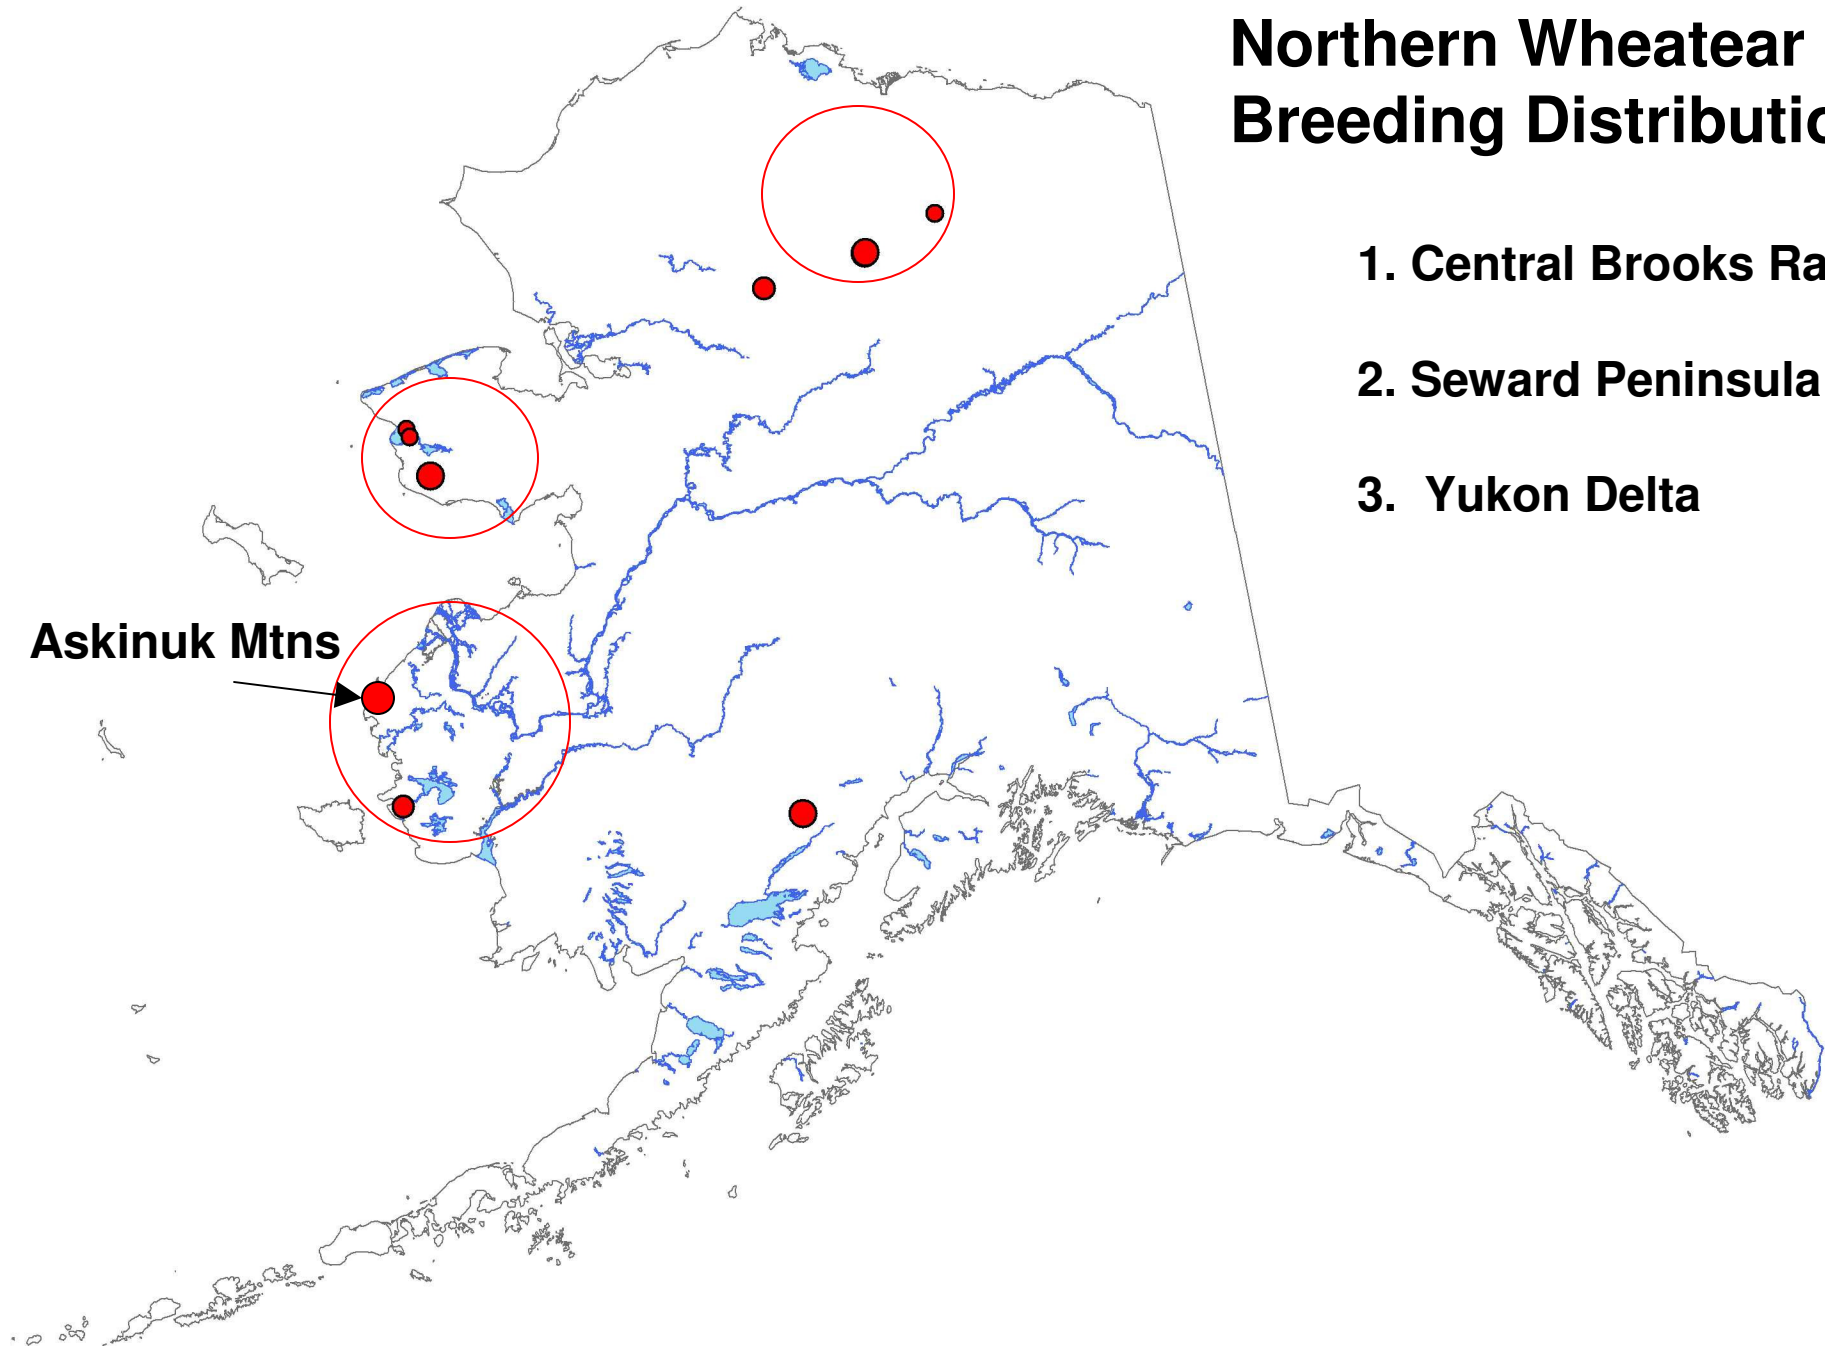 Northern Wheatear
Breeding Distributio
1. Central Brooks Ra
2. Seward Peninsula
3. Yukon Delta
Askinuk Mtns